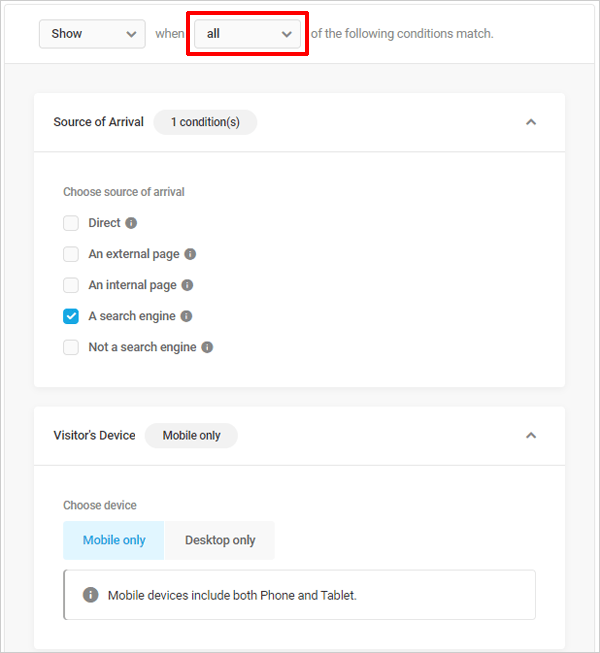 Show when all of the following conditions match.
Source of Arrival 1 condition(s)
Choose source of arrival
Direct
An external page
An internal page
A search engine
Not a search engine
Visitor's Device Mobile only
Choose device
Mobile only Desktop only
Mobile devices include both Phone and Tablet.